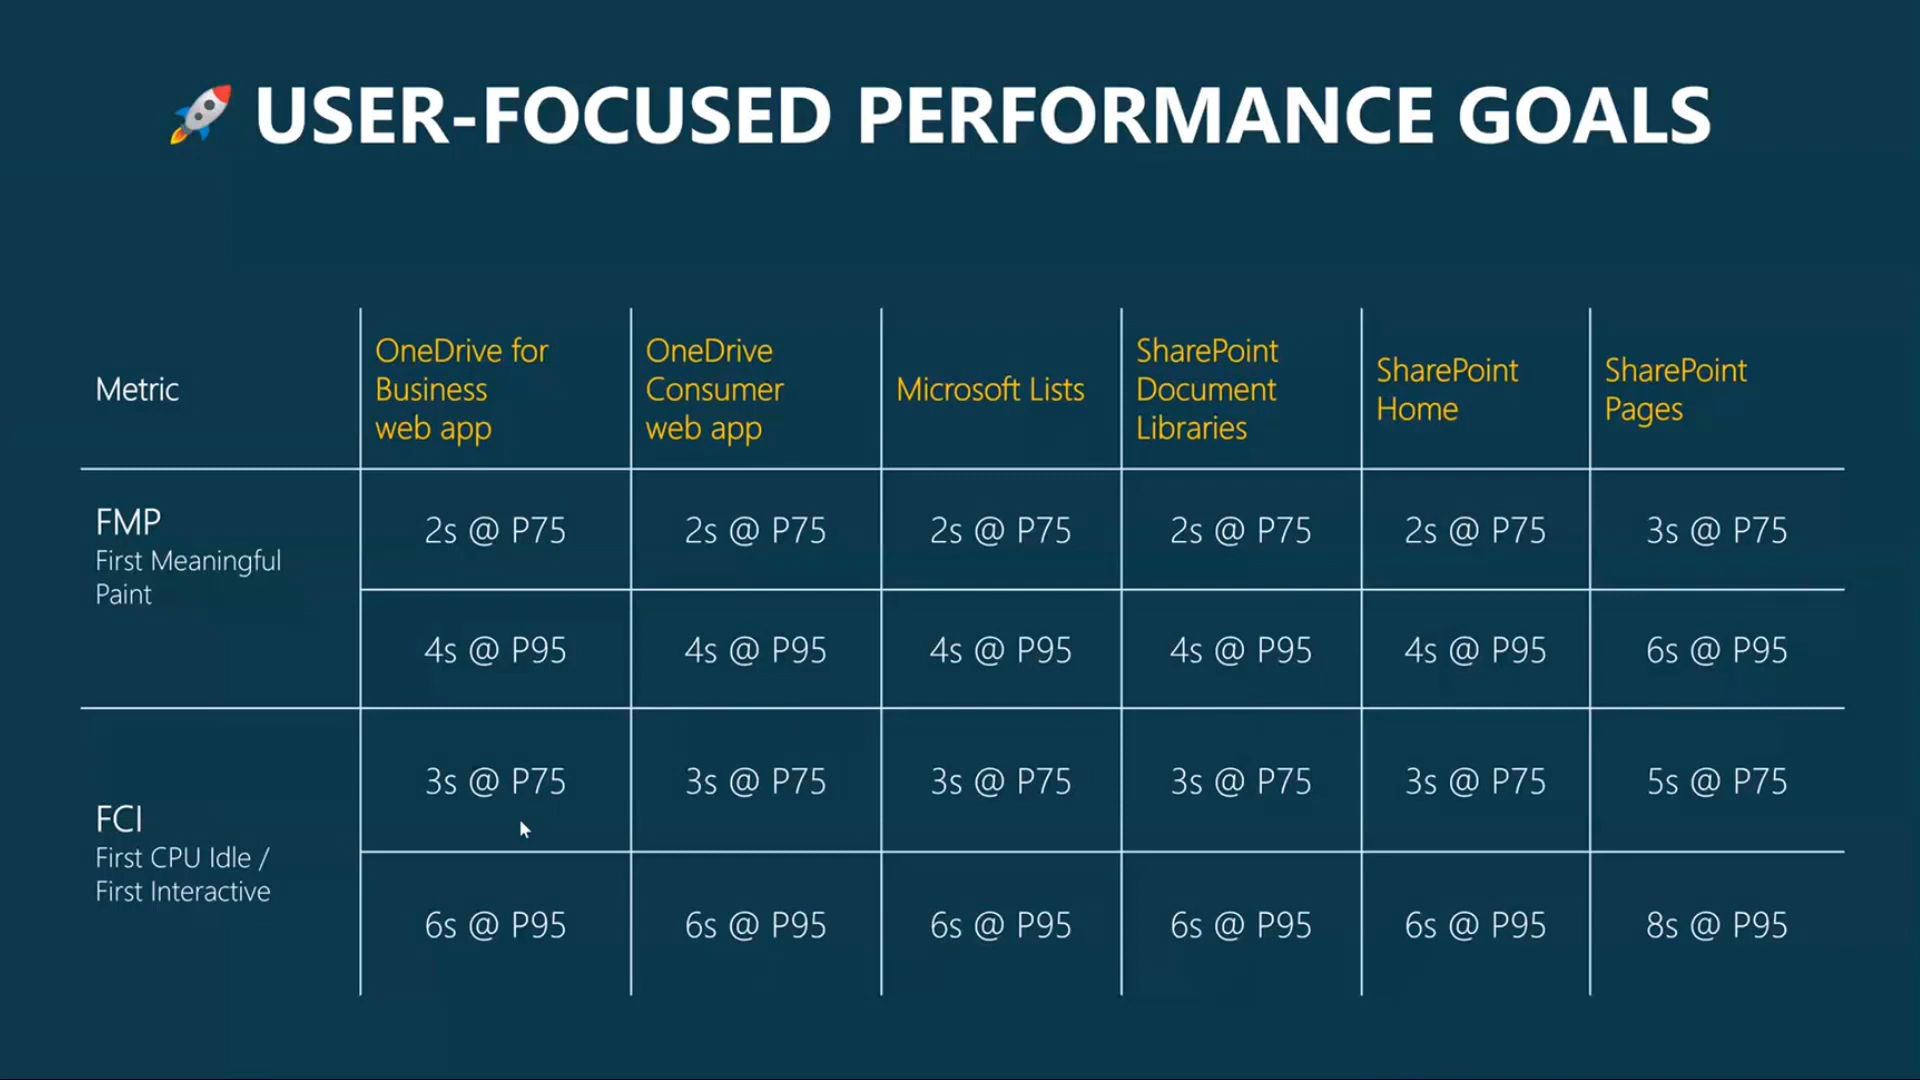 🚀 USER-FOCUSED PERFORMANCE GOALS
Metric
OneDrive for
Business
web app
OneDrive
Consumer
web app
Microsoft Lists
SharePoint
Document
Libraries
SharePoint
Home
SharePoint
Pages
FMP
First Meaningful
Paint
2s @ P75
2s @ P75
2s @ P75
2s @ P75
2s @ P75
3s @ P75
4s @ P95
4s @ P95
4s @ P95
4s @ P95
4s @ P95
6s @ P95
FCI
First CPU Idle /
First Interactive
3s @ P75
3s @ P75
3s @ P75
3s @ P75
3s @ P75
5s @ P75
6s @ P95
6s @ P95
6s @ P95
6s @ P95
6s @ P95
8s @ P95